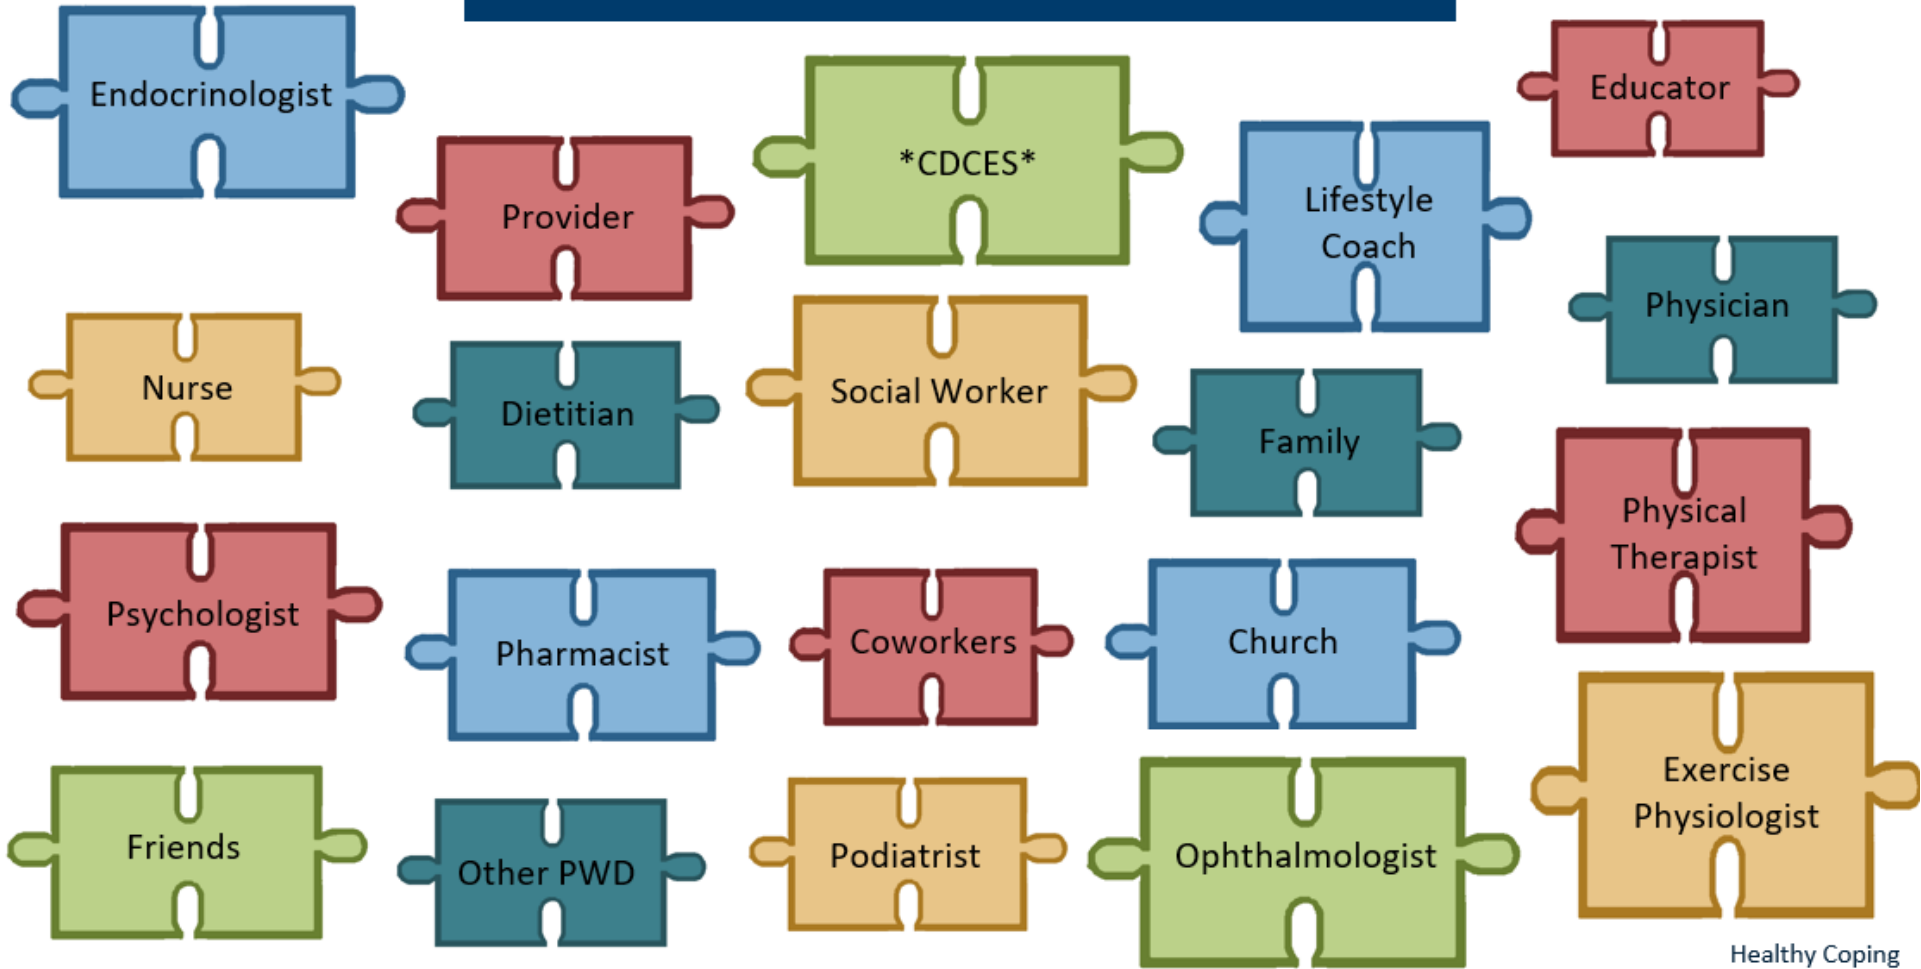 Endocrinologist
Provider
*CDCES*
Lifestyle
Coach
Educator
Physician
Nurse
Dietitian
Social Worker
Family
Physical
Therapist
Psychologist
Pharmacist
Coworkers
Church
Exercise
Physiologist
Friends
Other PWD
Podiatrist
Ophthalmologist
Healthy Coping